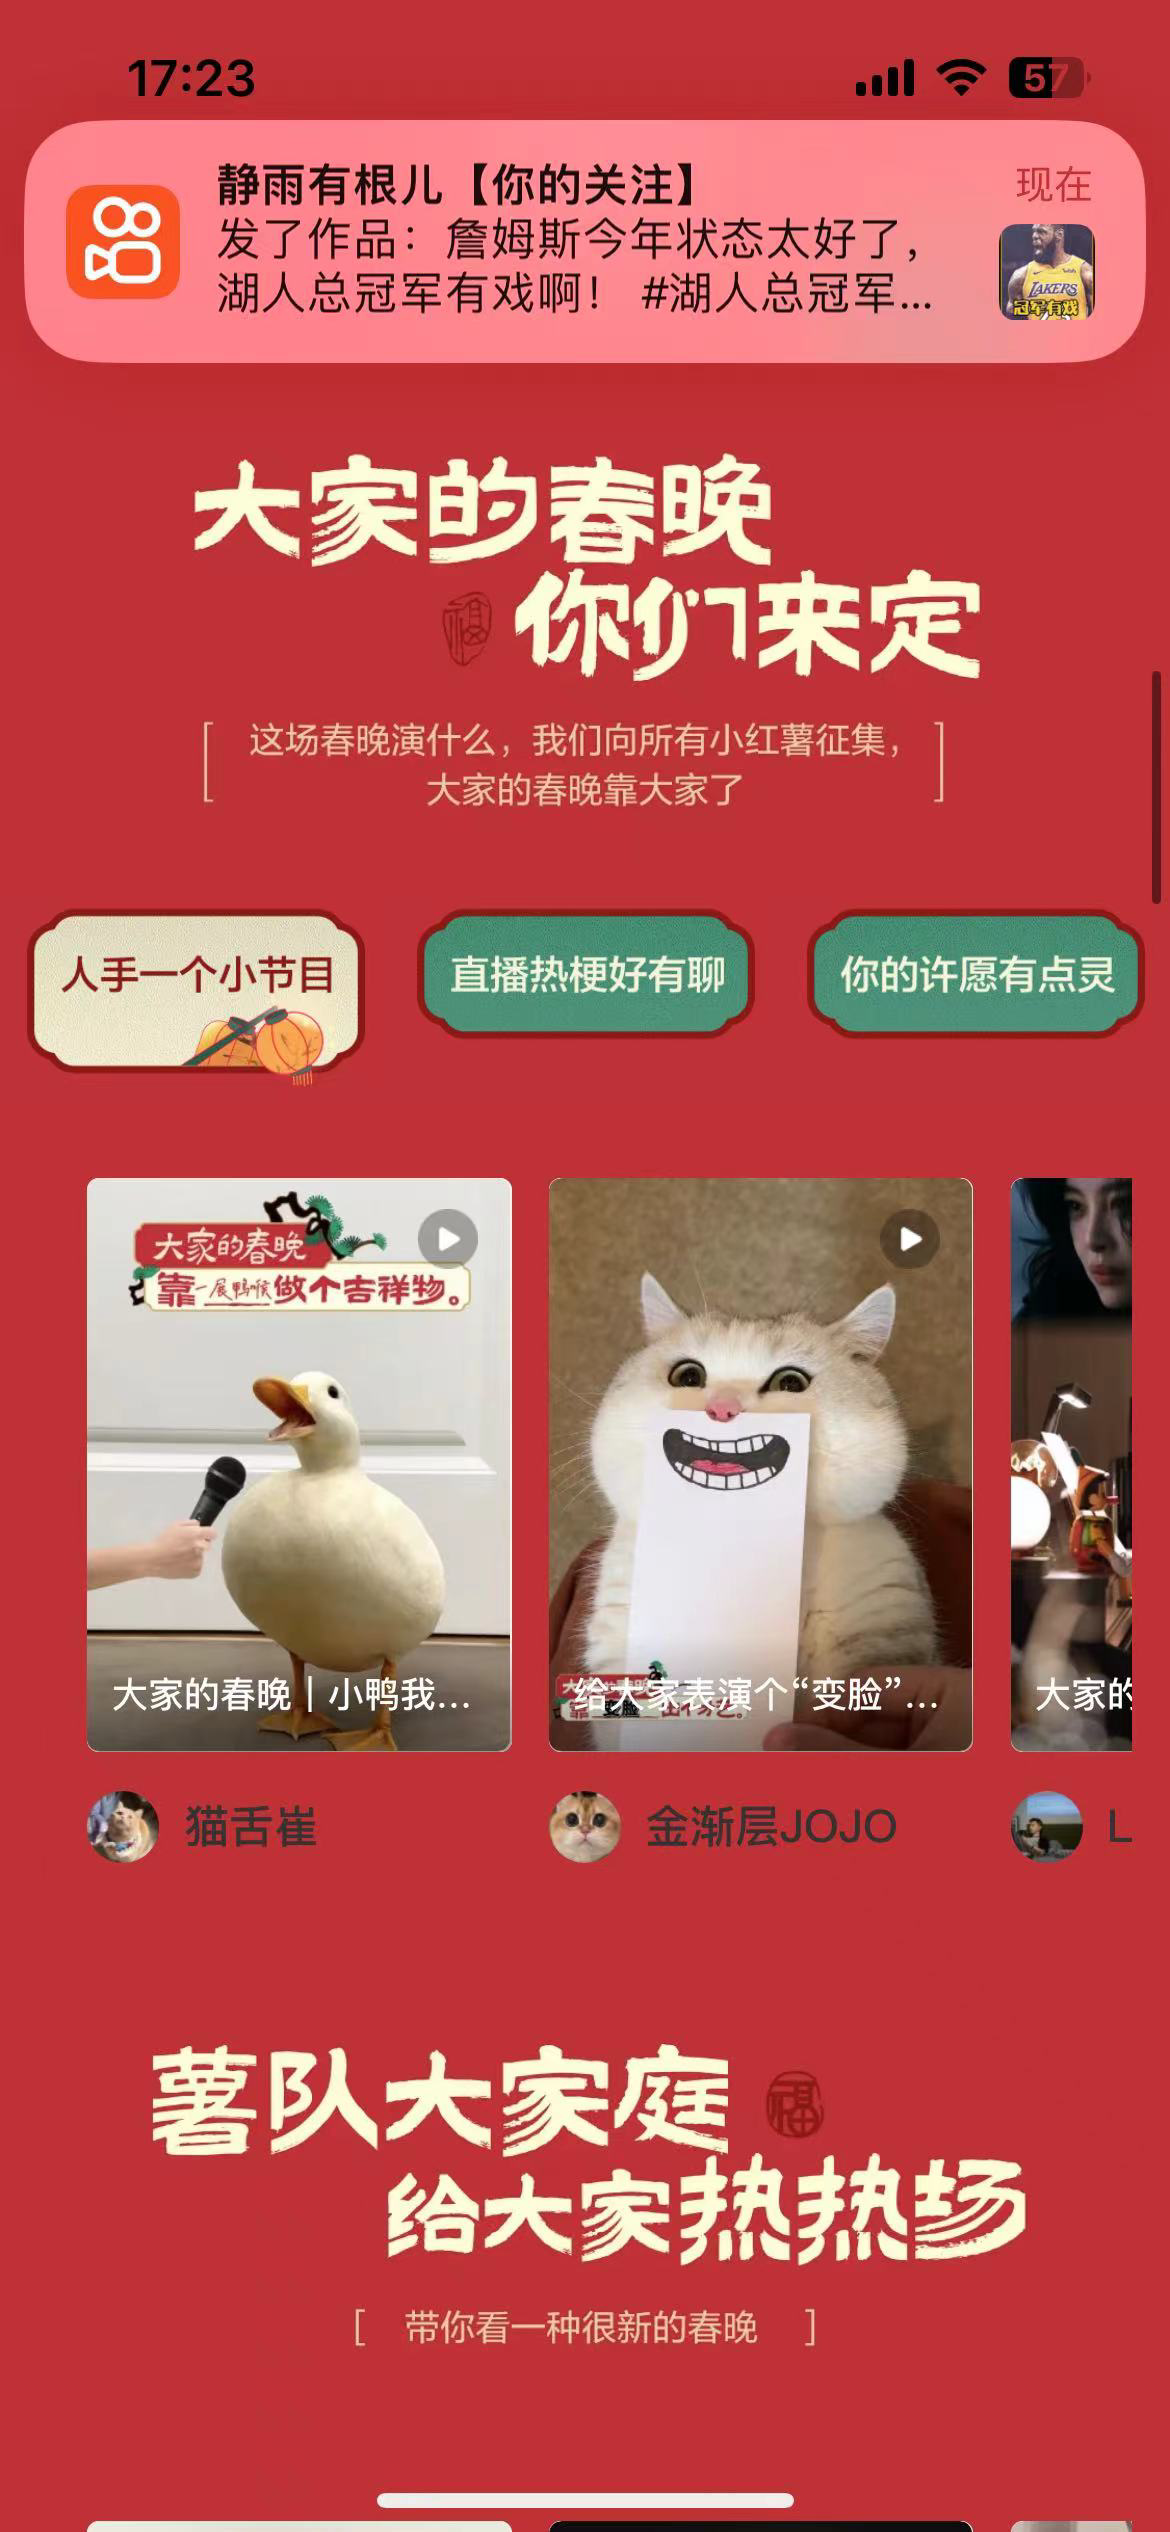 17:23
57
静雨有根儿【你的关注】
现在
发了作品：詹姆斯今年状态太好了，
湖人总冠军有戏啊！ #湖人总冠军...
LAKERS
冠军有戏
大家的春晚
福
你们来定
[ 这场春晚演什么，我们向所有小红薯征集，
大家的春晚靠大家了 ]
人手一个小节目
直播热梗好有聊
你的许愿有点灵
大家的春晚
靠一展鸭喉做个吉祥物。
大家的春晚｜小鸭我...
给大家表演个“变脸”...
大家的
猫舌崔
金渐层JOJO
L
薯队大家庭
福
给大家热热场
[ 带你看一种很新的春晚 ]